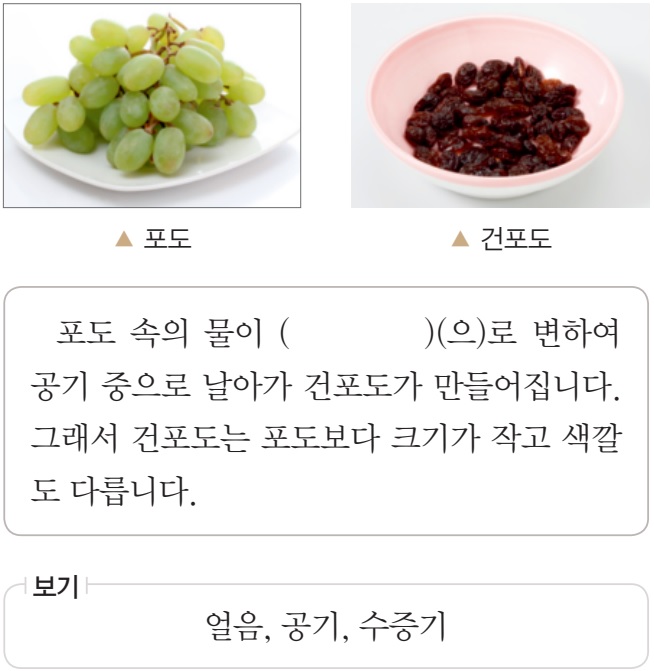 ▲ 포도
▲ 건포도
포도 속의 물이 (　　　　)(으)로 변하여
공기 중으로 날아가 건포도가 만들어집니다.
그래서 건포도는 포도보다 크기가 작고 색깔
도 다릅니다.
보기
얼음, 공기, 수증기